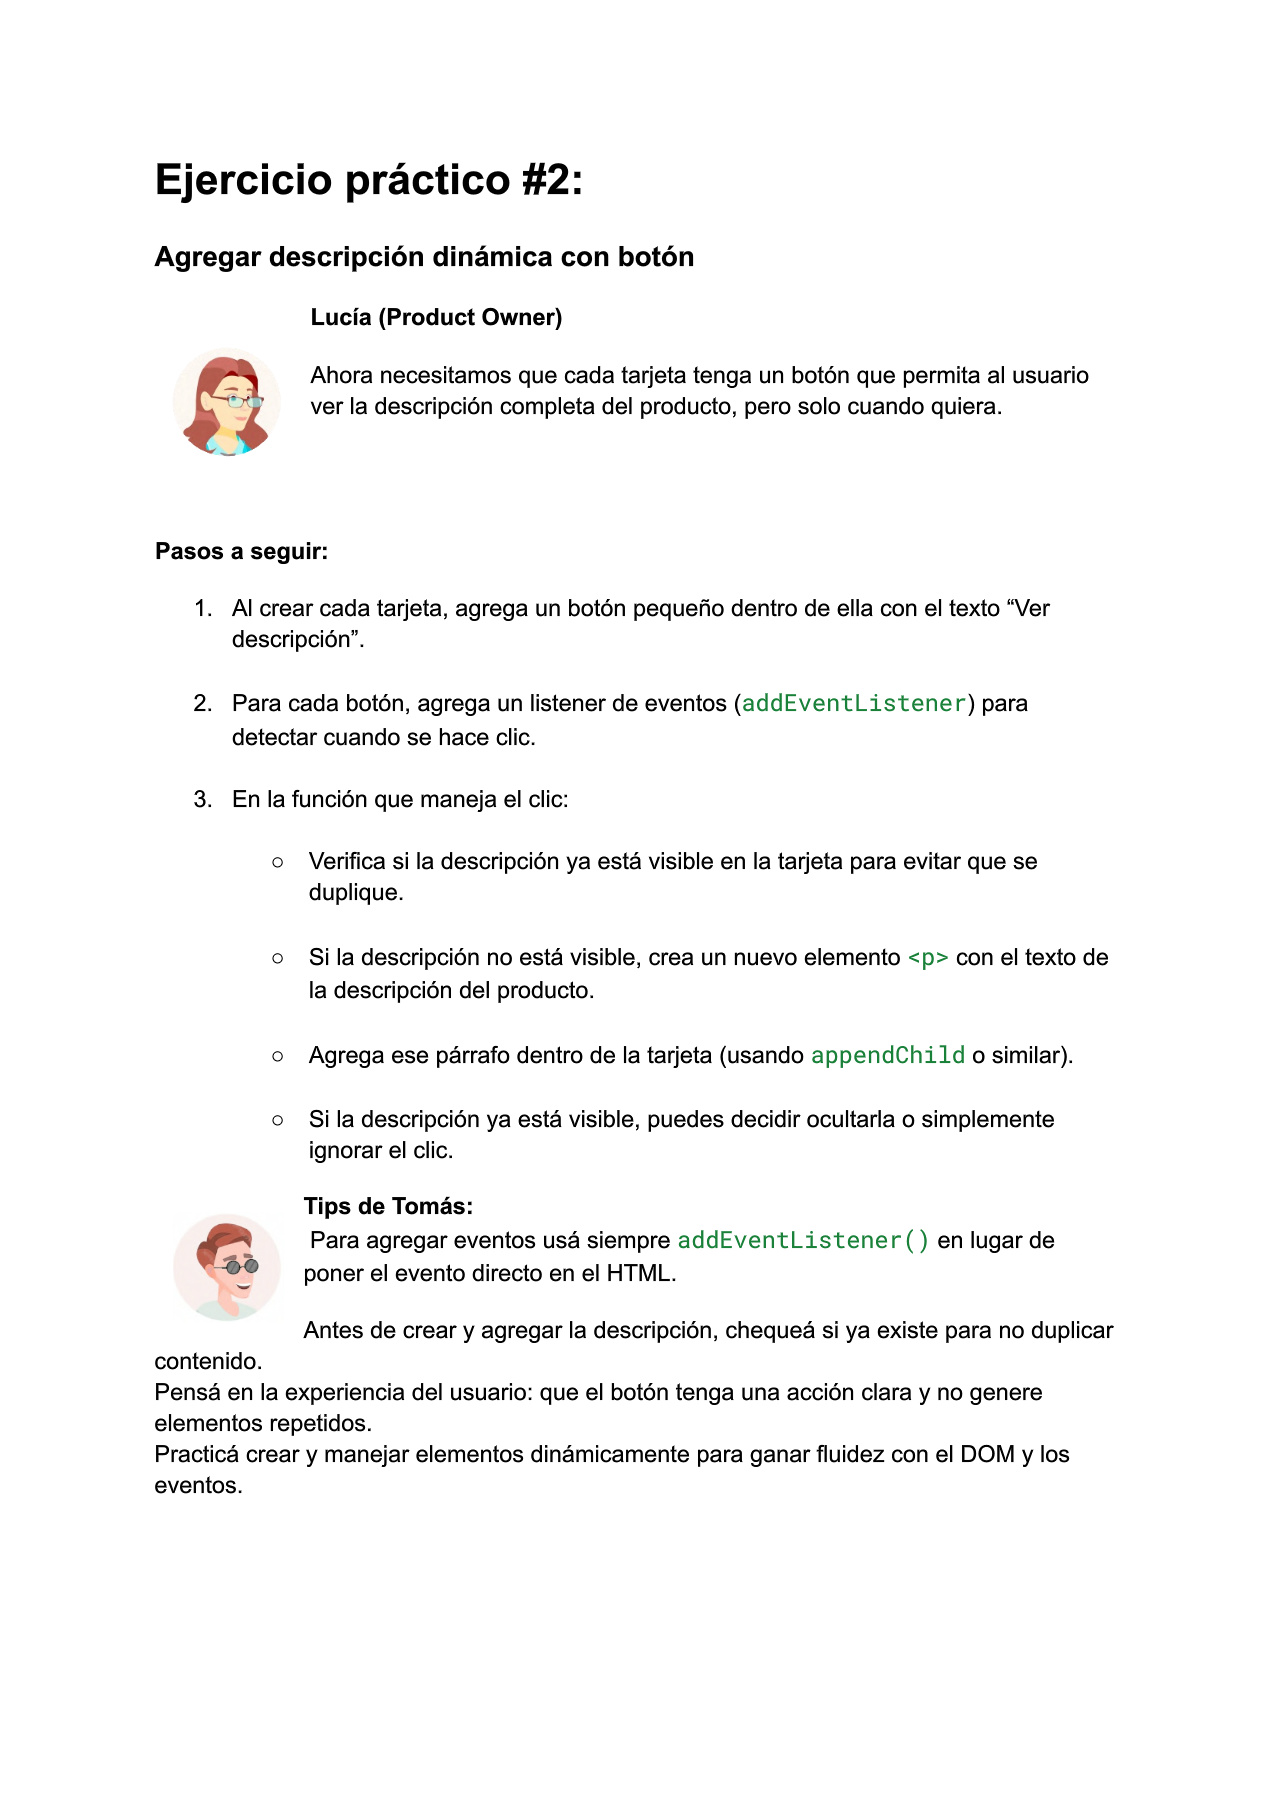 Ejercicio práctico #2:
Agregar descripción dinámica con botón
Lucía (Product Owner)
Ahora necesitamos que cada tarjeta tenga un botón que permita al usuario
ver la descripción completa del producto, pero solo cuando quiera.
Pasos a seguir:
1. Al crear cada tarjeta, agrega un botón pequeño dentro de ella con el texto “Ver
descripción”.
2. Para cada botón, agrega un listener de eventos (addEventListener) para
detectar cuando se hace clic.
3. En la función que maneja el clic:
○ Verifica si la descripción ya está visible en la tarjeta para evitar que se
duplique.
○ Si la descripción no está visible, crea un nuevo elemento <p> con el texto de
la descripción del producto.
○ Agrega ese párrafo dentro de la tarjeta (usando appendChild o similar).
○ Si la descripción ya está visible, puedes decidir ocultarla o simplemente
ignorar el clic.
Tips de Tomás:
Para agregar eventos usá siempre addEventListener() en lugar de
poner el evento directo en el HTML.
Antes de crear y agregar la descripción, chequeá si ya existe para no duplicar
contenido.
Pensá en la experiencia del usuario: que el botón tenga una acción clara y no genere
elementos repetidos.
Practicá crear y manejar elementos dinámicamente para ganar fluidez con el DOM y los
eventos.